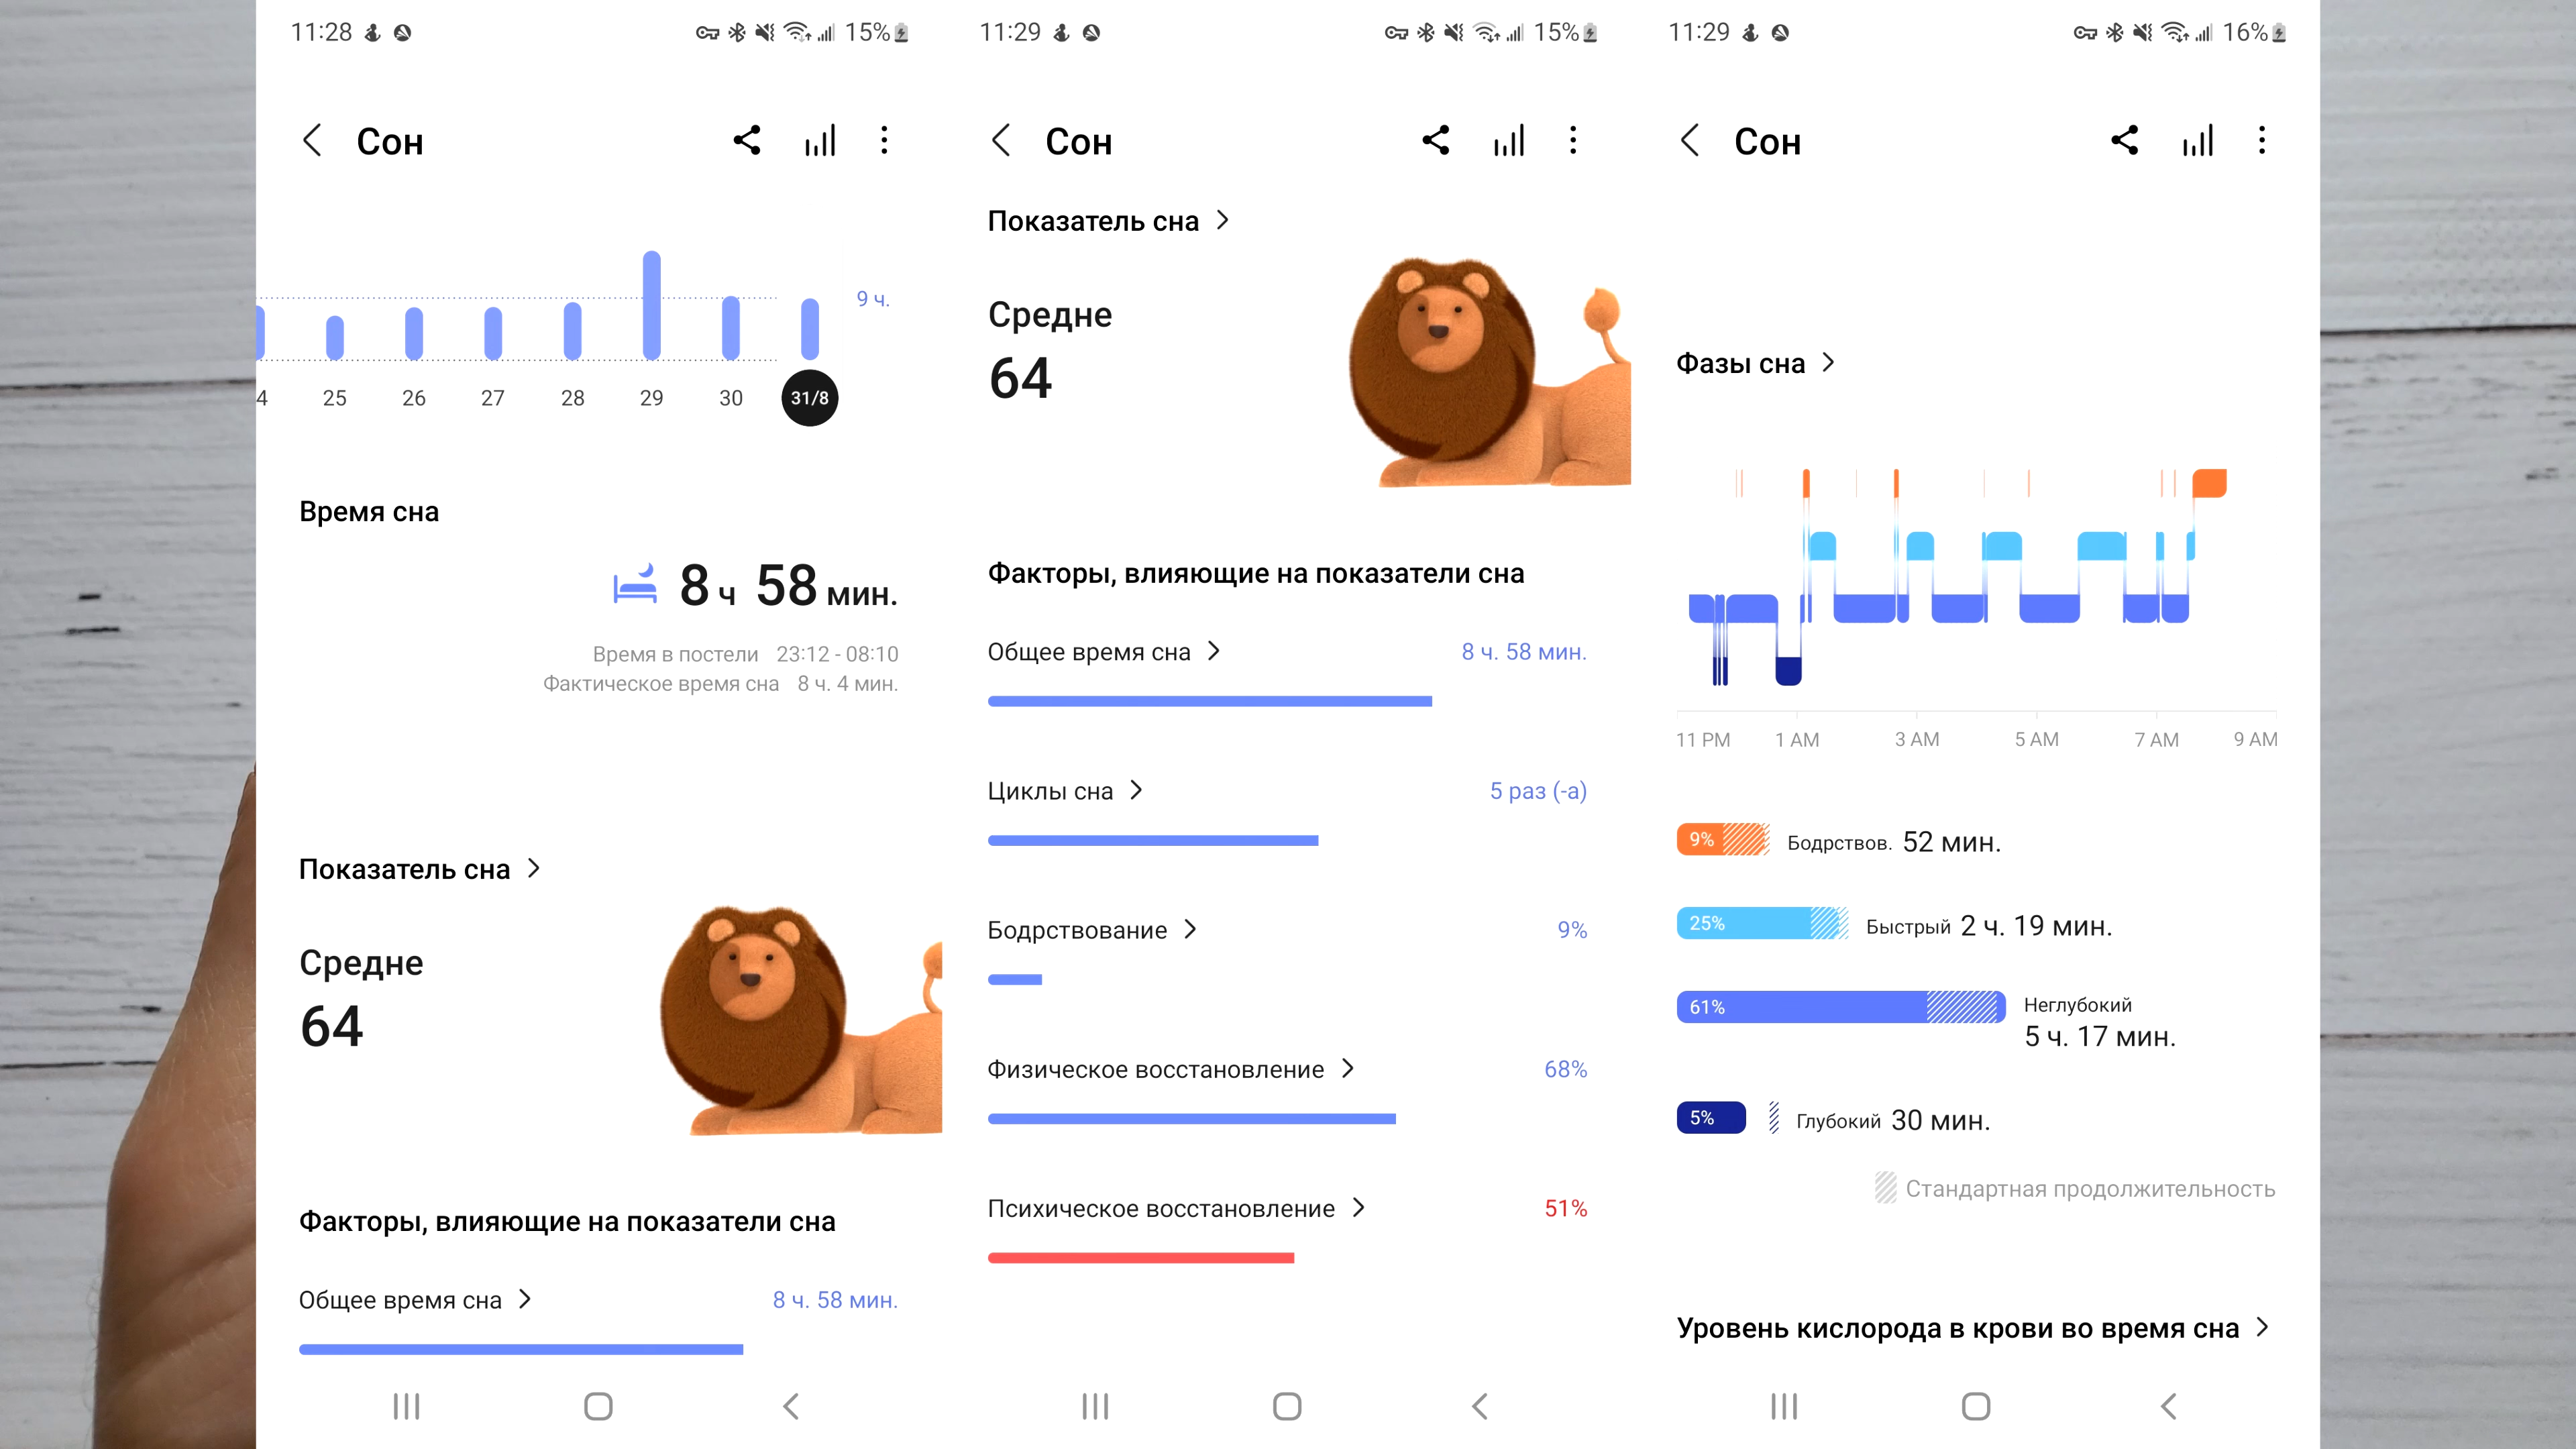 11:28
15%
Сон
9 ч.
4 25 26 27 28 29 30 31/8
Время сна
8 ч 58 мин.
Время в постели 23:12 - 08:10
Фактическое время сна 8 ч. 4 мин.
Показатель сна
Средне
64
Факторы, влияющие на показатели сна
Общее время сна 8 ч. 58 мин.
11:29
15%
Сон
Показатель сна
Средне
64
Факторы, влияющие на показатели сна
Общее время сна 8 ч. 58 мин.
Циклы сна 5 раз (-а)
Бодрствование 9%
Физическое восстановление 68%
Психическое восстановление 51%
11:29
16%
Сон
Фазы сна
11 PM 1 AM 3 AM 5 AM 7 AM 9 AM
9% Бодрствов. 52 мин.
25% Быстрый 2 ч. 19 мин.
61% Неглубокий
5 ч. 17 мин.
5% Глубокий 30 мин.
Стандартная продолжительность
Уровень кислорода в крови во время сна